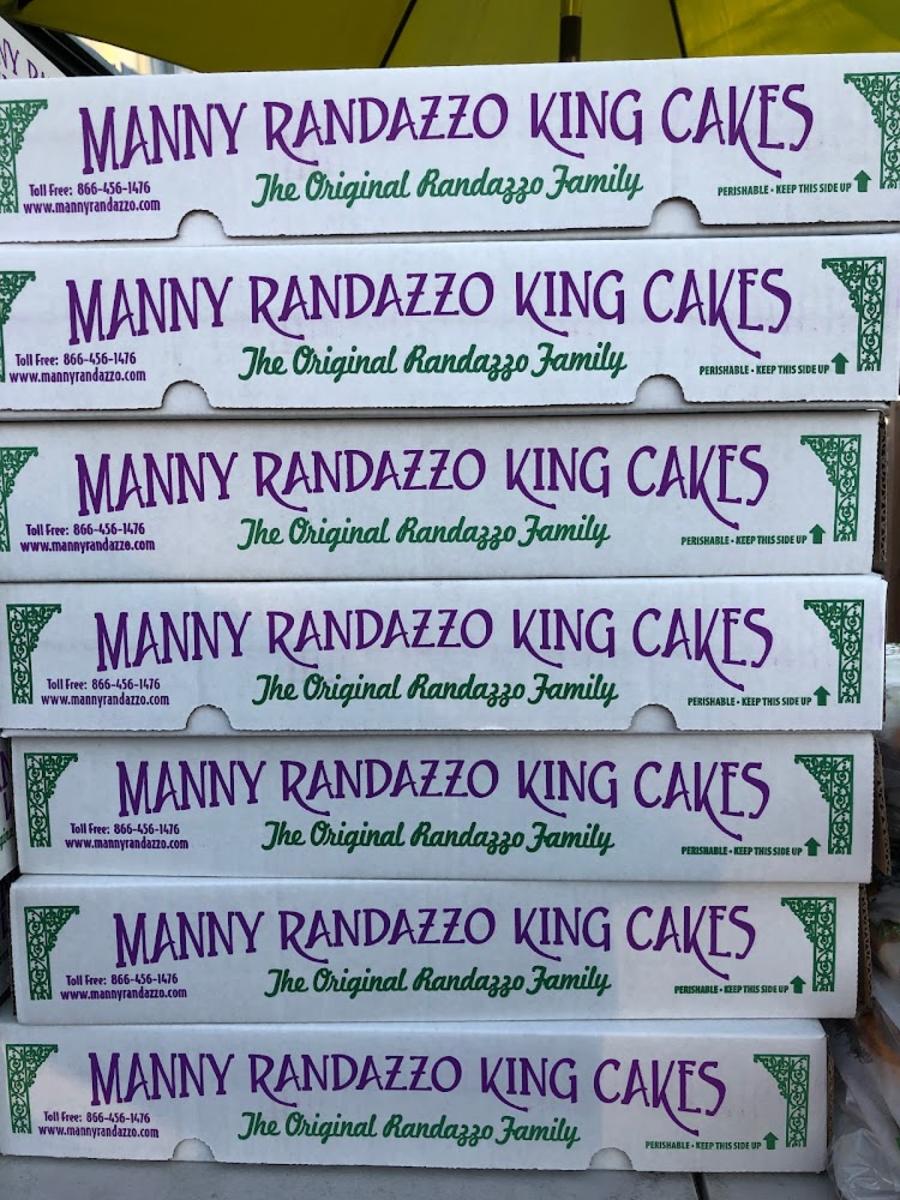 MANNY RANDAZZO KING CAKES
The Original Randazzo Family
Toll Free: 866-456-1476
www.mannyrandazzo.com
PERISHABLE • KEEP THIS SIDE UP
MANNY RANDAZZO KING CAKES
The Original Randazzo Family
Toll Free: 866-456-1476
www.mannyrandazzo.com
PERISHABLE • KEEP THIS SIDE UP
MANNY RANDAZZO KING CAKES
The Original Randazzo Family
Toll Free: 866-456-1476
www.mannyrandazzo.com
PERISHABLE • KEEP THIS SIDE UP
MANNY RANDAZZO KING CAKES
The Original Randazzo Family
Toll Free: 866-456-1476
www.mannyrandazzo.com
PERISHABLE • KEEP THIS SIDE UP
MANNY RANDAZZO KING CAKES
The Original Randazzo Family
Toll Free: 866-456-1476
www.mannyrandazzo.com
PERISHABLE • KEEP THIS SIDE UP
MANNY RANDAZZO KING CAKES
The Original Randazzo Family
Toll Free: 866-456-1476
www.mannyrandazzo.com
PERISHABLE • KEEP THIS SIDE UP
MANNY RANDAZZO KING CAKES
The Original Randazzo Family
Toll Free: 866-456-1476
www.mannyrandazzo.com
PERISHABLE • KEEP THIS SIDE UP